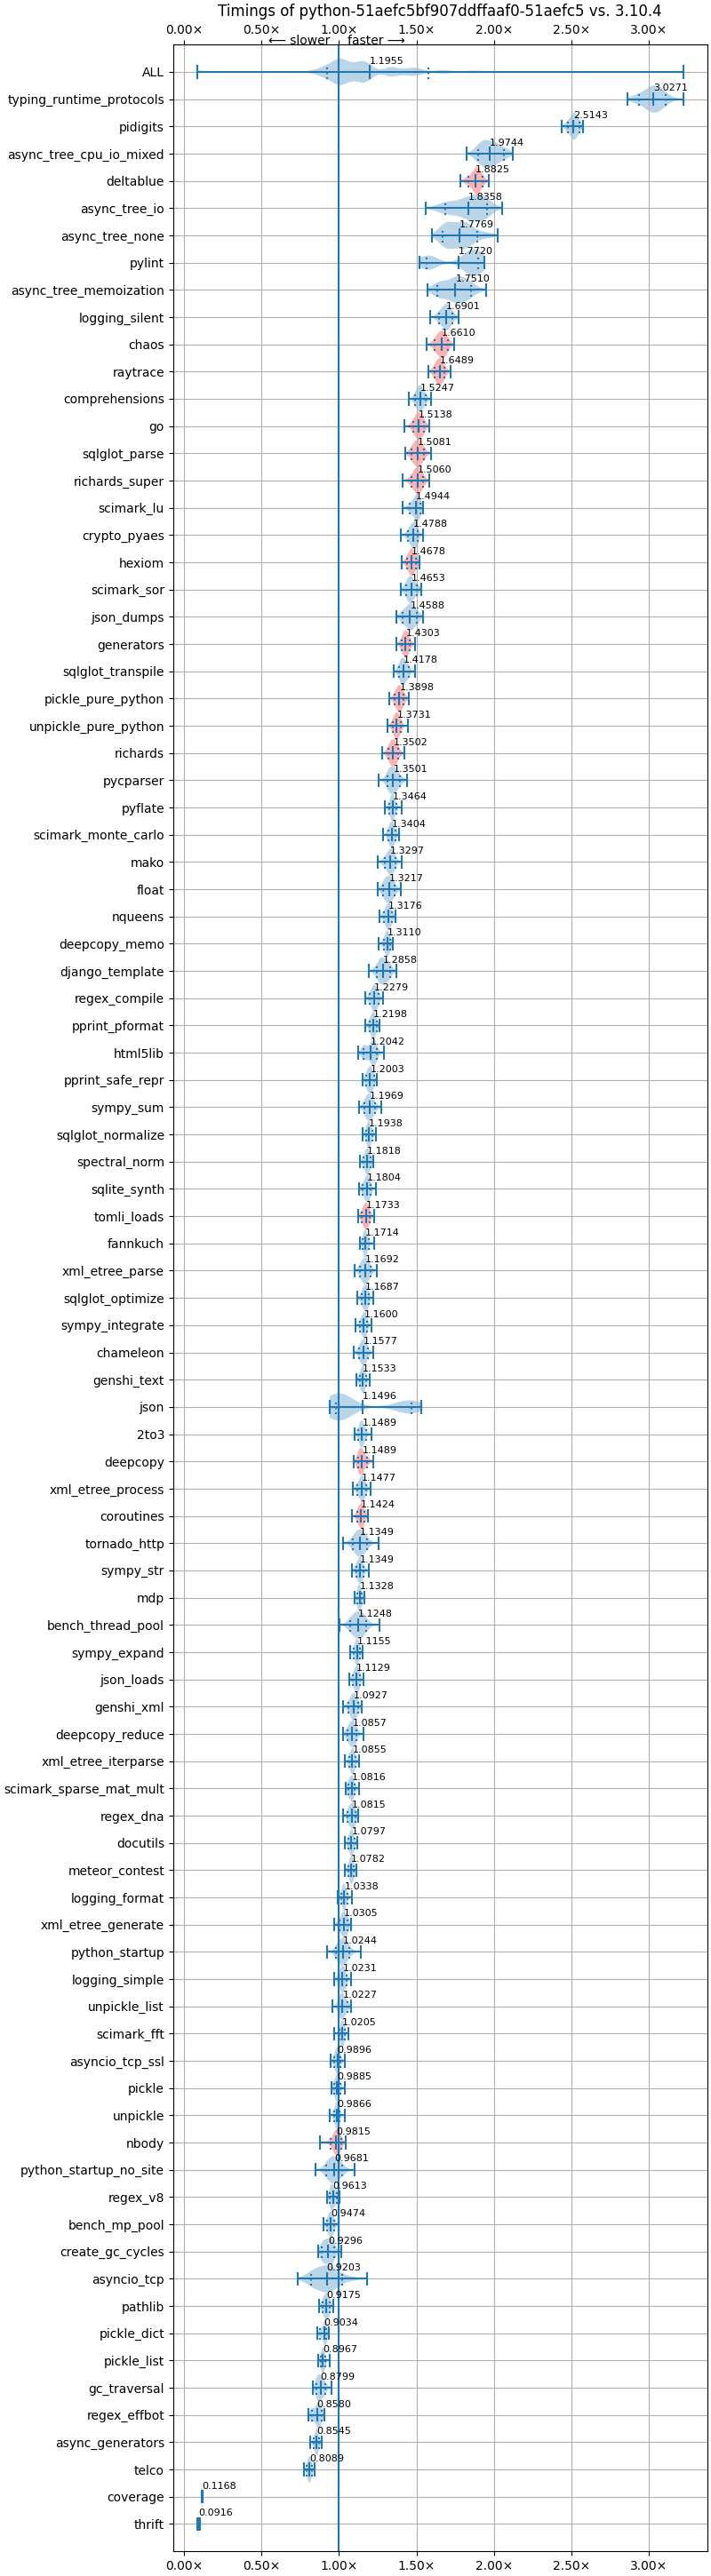 Timings of python-51aefc5bf907ddffaaf0-51aefc5 vs. 3.10.4
0.00× 0.50× 1.00× 1.50× 2.00× 2.50× 3.00×
⟵ slower faster ⟶
ALL 1.1955
typing_runtime_protocols 3.0271
pidigits 2.5143
async_tree_cpu_io_mixed 1.9744
deltablue 1.8825
async_tree_io 1.8358
async_tree_none 1.7769
pylint 1.7720
async_tree_memoization 1.7510
logging_silent 1.6901
chaos 1.6610
raytrace 1.6489
comprehensions 1.5247
go 1.5138
sqlglot_parse 1.5081
richards_super 1.5060
scimark_lu 1.4944
crypto_pyaes 1.4788
hexiom 1.4678
scimark_sor 1.4653
json_dumps 1.4588
generators 1.4303
sqlglot_transpile 1.4178
pickle_pure_python 1.3898
unpickle_pure_python 1.3731
richards 1.3502
pycparser 1.3501
pyflate 1.3464
scimark_monte_carlo 1.3404
mako 1.3297
float 1.3217
nqueens 1.3176
deepcopy_memo 1.3110
django_template 1.2858
regex_compile 1.2279
pprint_pformat 1.2198
html5lib 1.2042
pprint_safe_repr 1.2003
sympy_sum 1.1969
sqlglot_normalize 1.1938
spectral_norm 1.1818
sqlite_synth 1.1804
tomli_loads 1.1733
fannkuch 1.1714
xml_etree_parse 1.1692
sqlglot_optimize 1.1687
sympy_integrate 1.1600
chameleon 1.1577
genshi_text 1.1533
json 1.1496
2to3 1.1489
deepcopy 1.1489
xml_etree_process 1.1477
coroutines 1.1424
tornado_http 1.1349
sympy_str 1.1349
mdp 1.1328
bench_thread_pool 1.1248
sympy_expand 1.1155
json_loads 1.1129
genshi_xml 1.0927
deepcopy_reduce 1.0857
xml_etree_iterparse 1.0855
scimark_sparse_mat_mult 1.0816
regex_dna 1.0815
docutils 1.0797
meteor_contest 1.0782
logging_format 1.0338
xml_etree_generate 1.0305
python_startup 1.0244
logging_simple 1.0231
unpickle_list 1.0227
scimark_fft 1.0205
asyncio_tcp_ssl 0.9896
pickle 0.9885
unpickle 0.9866
nbody 0.9815
python_startup_no_site 0.9681
regex_v8 0.9613
bench_mp_pool 0.9474
create_gc_cycles 0.9296
asyncio_tcp 0.9203
pathlib 0.9175
pickle_dict 0.9034
pickle_list 0.8967
gc_traversal 0.8799
regex_effbot 0.8580
async_generators 0.8545
telco 0.8089
coverage 0.1168
thrift 0.0916
0.00× 0.50× 1.00× 1.50× 2.00× 2.50× 3.00×